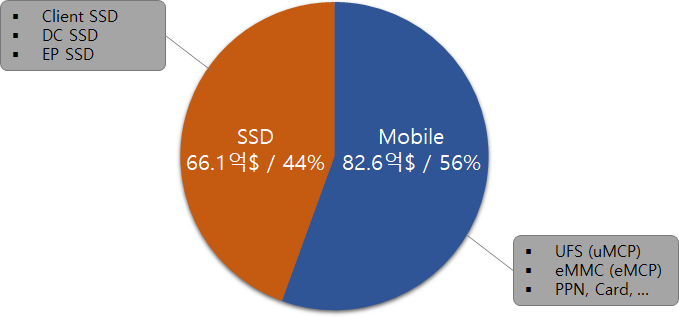 ▪ Client SSD
▪ DC SSD
▪ EP SSD
SSD
66.1억$ / 44%
Mobile
82.6억$ / 56%
▪ UFS (uMCP)
▪ eMMC (eMCP)
▪ PPN, Card, ...